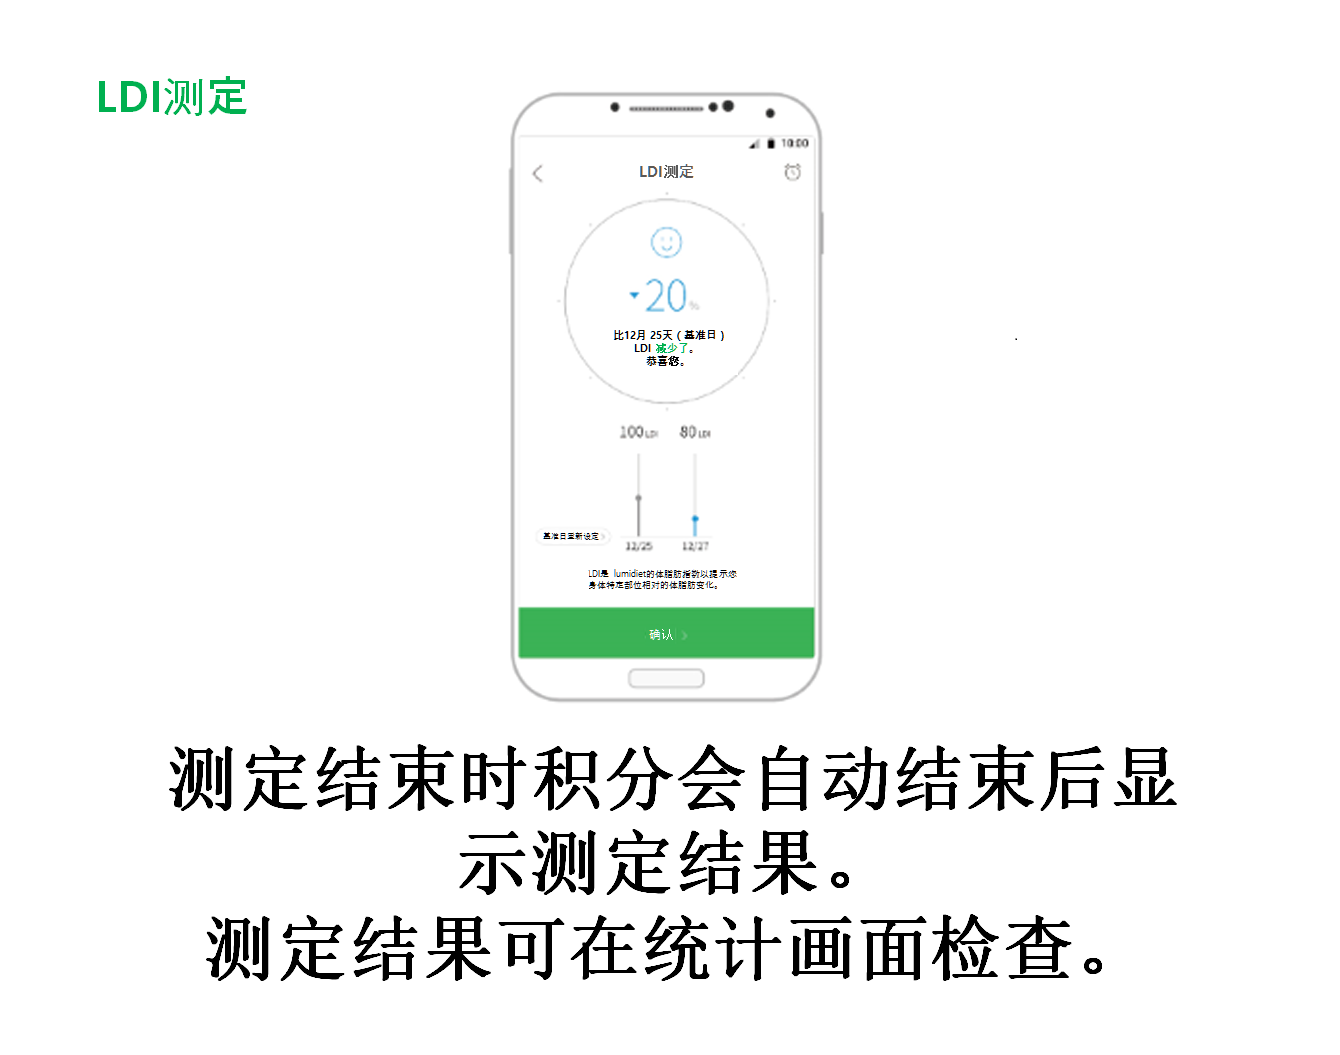 LDI测定
10:00
LDI测定
20%
比12月 25天（基准日）
LDI 减少了。
恭喜您。
100LDI 80LDI
基准日重新设定
12/25 12/27
LDI是 lumidiet的体脂肪指数以提示您
身体特定部位相对的体脂肪变化。
确认
测定结束时积分会自动结束后显
示测定结果。
测定结果可在统计画面检查。